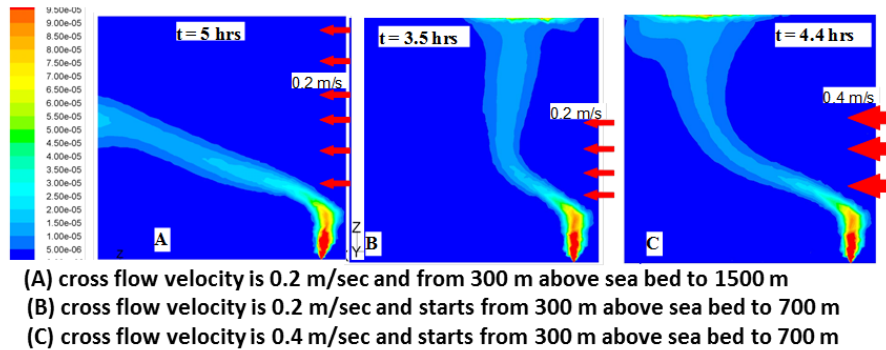 9.50e-05
9.00e-05
8.50e-05
8.00e-05
7.50e-05
7.00e-05
6.50e-05
6.00e-05
5.50e-05
5.00e-05
4.50e-05
4.00e-05
3.50e-05
3.00e-05
2.50e-05
2.00e-05
1.50e-05
1.00e-05
5.00e-06
t = 5 hrs
0.2 m/s
A
Z
t = 3.5 hrs
0.2 m/s
Z
Y
B
t = 4.4 hrs
0.4 m/s
C
(A) cross flow velocity is 0.2 m/sec and from 300 m above sea bed to 1500 m
(B) cross flow velocity is 0.2 m/sec and starts from 300 m above sea bed to 700 m
(C) cross flow velocity is 0.4 m/sec and starts from 300 m above sea bed to 700 m